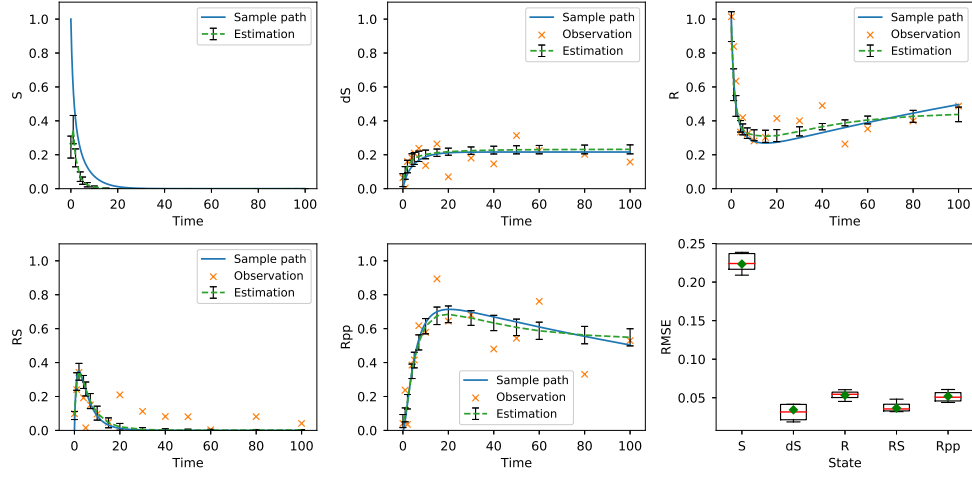 1.0
0.8
0.6
0.4
0.2
0.0
S
0 20 40 60 80 100
Time
Sample path
Estimation
1.0
0.8
0.6
0.4
0.2
0.0
dS
0 20 40 60 80 100
Time
Sample path
Observation
Estimation
1.0
0.8
0.6
0.4
0.2
0.0
R
0 20 40 60 80 100
Time
Sample path
Observation
Estimation
1.0
0.8
0.6
0.4
0.2
0.0
RS
0 20 40 60 80 100
Time
Sample path
Observation
Estimation
1.0
0.8
0.6
0.4
0.2
0.0
Rpp
0 20 40 60 80 100
Time
Sample path
Observation
Estimation
0.25
0.20
0.15
0.10
0.05
RMSE
S dS R RS Rpp
State